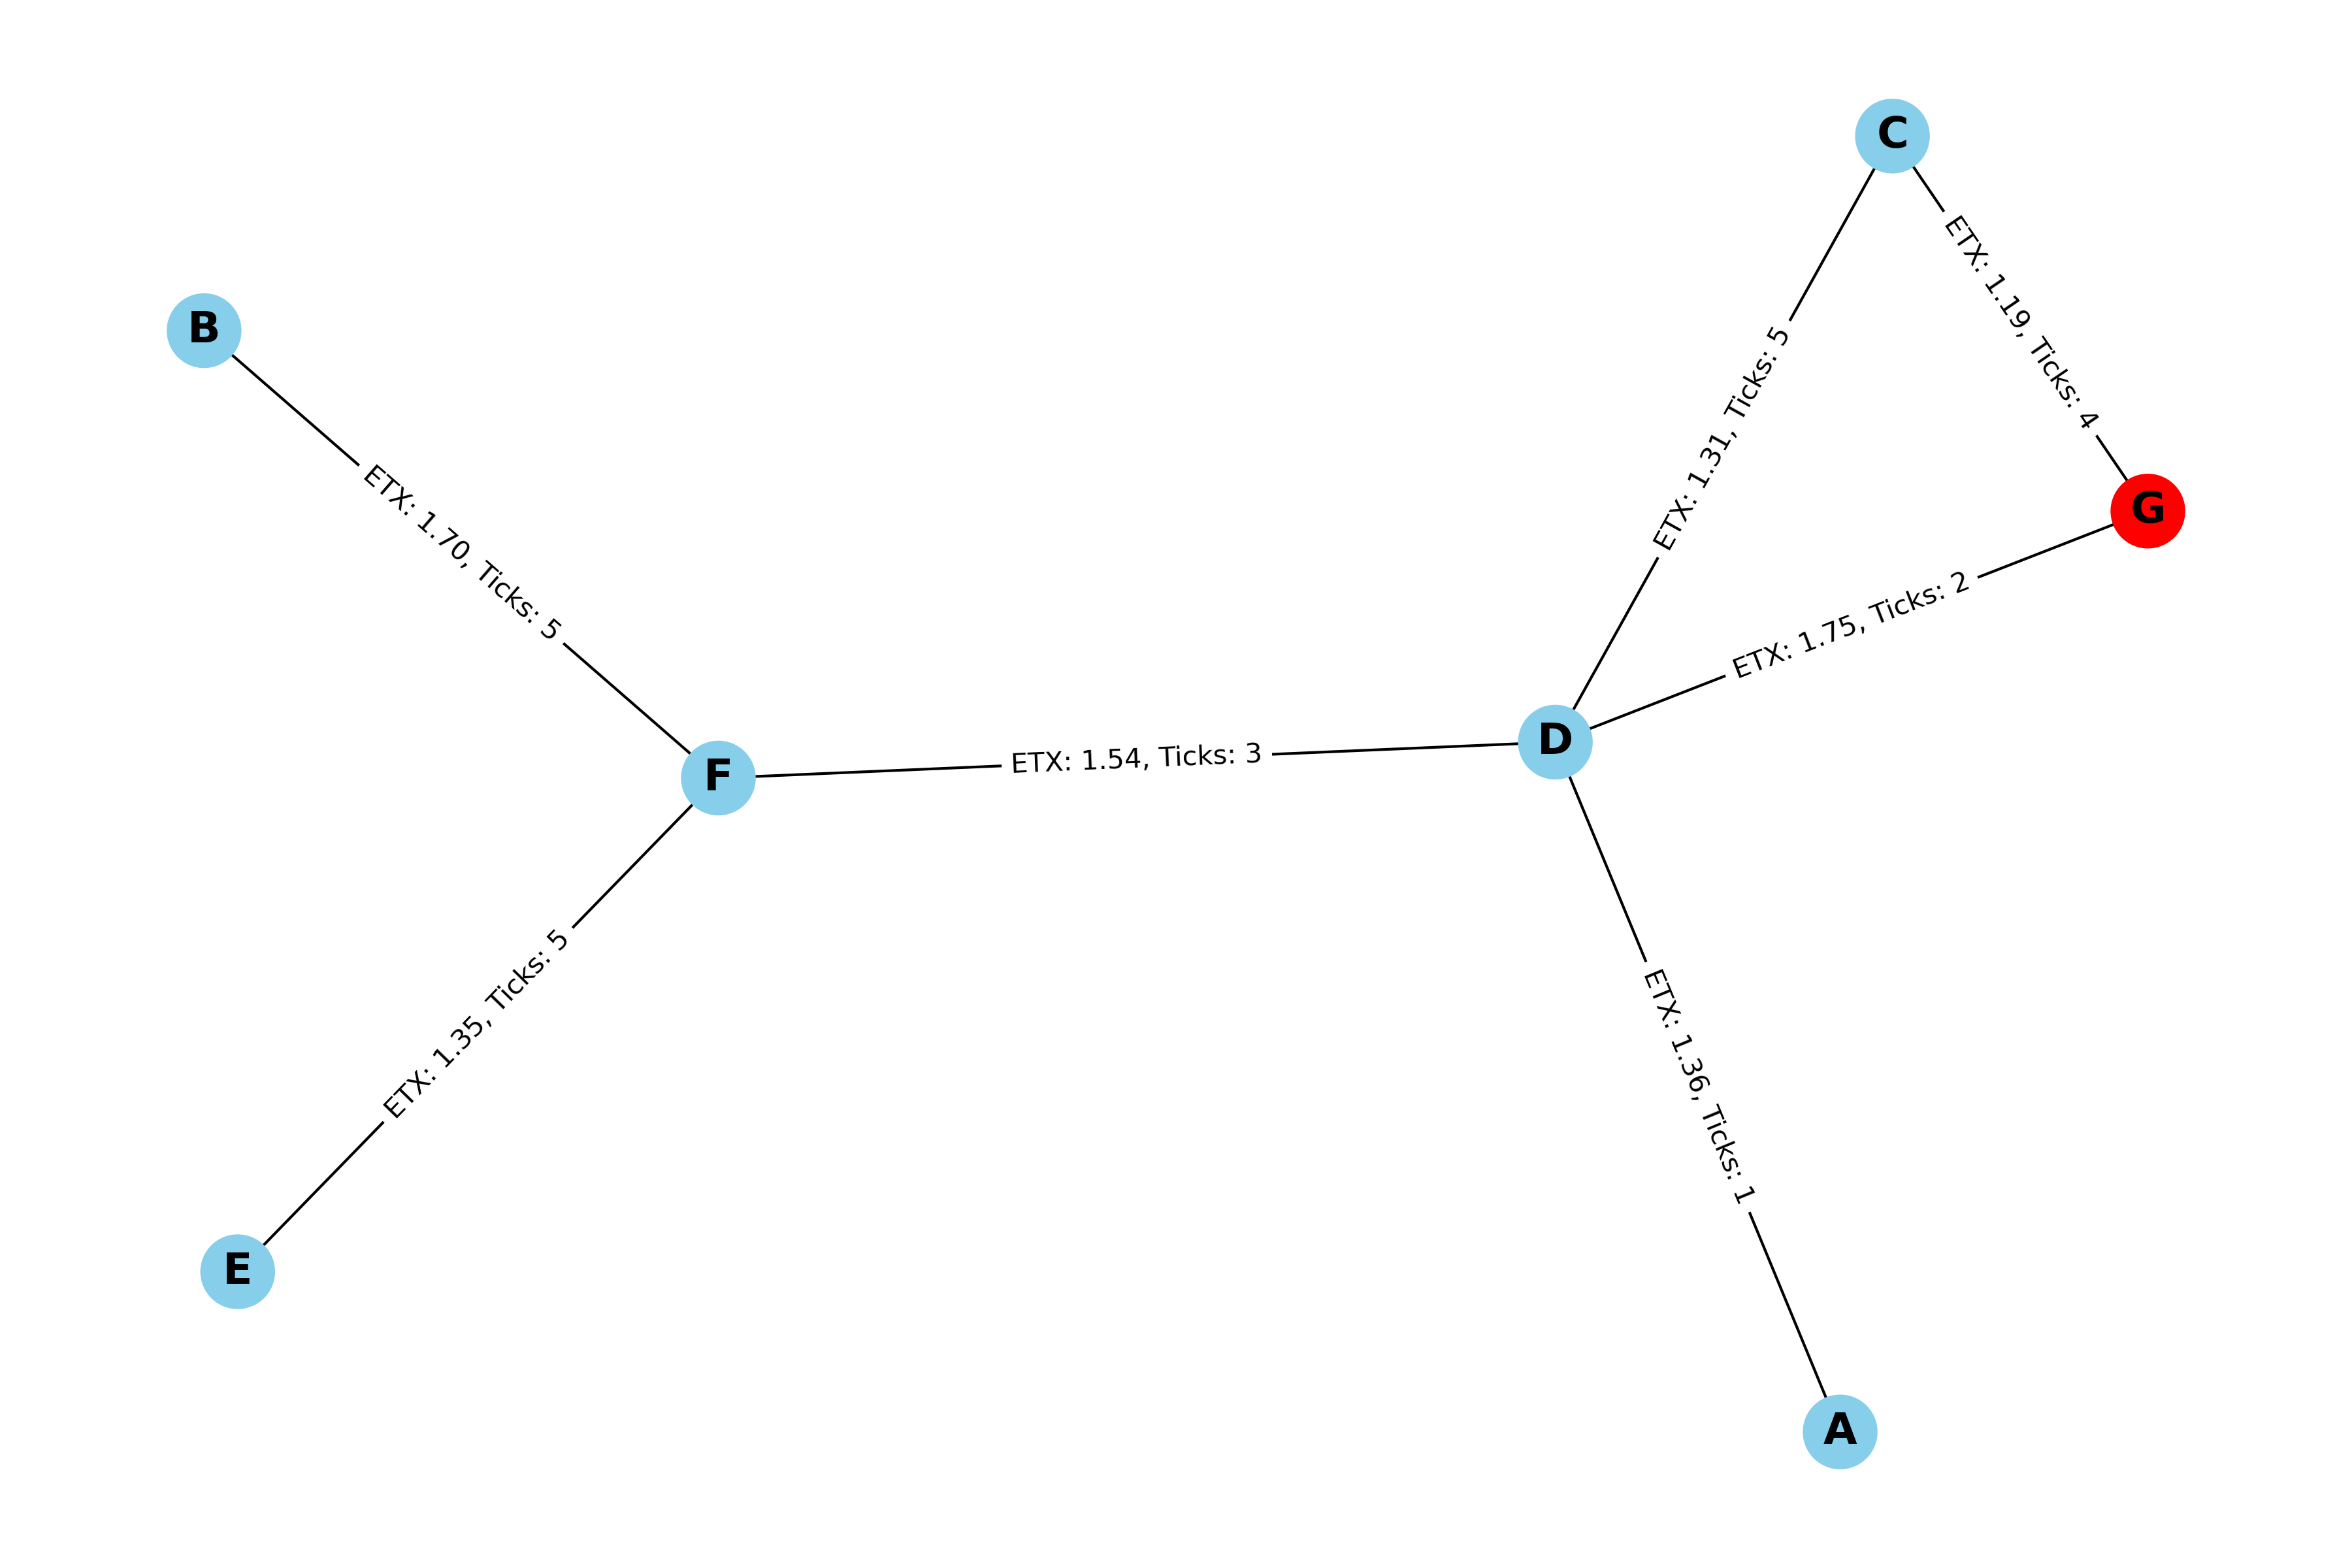 C
ETX: 1.19, Ticks: 4
B
ETX: 1.31, Ticks: 5
G
ETX: 1.70, Ticks: 5
ETX: 1.75, Ticks: 2
D
F
ETX: 1.54, Ticks: 3
ETX: 1.35, Ticks: 5
ETX: 1.36, Ticks: 1
E
A